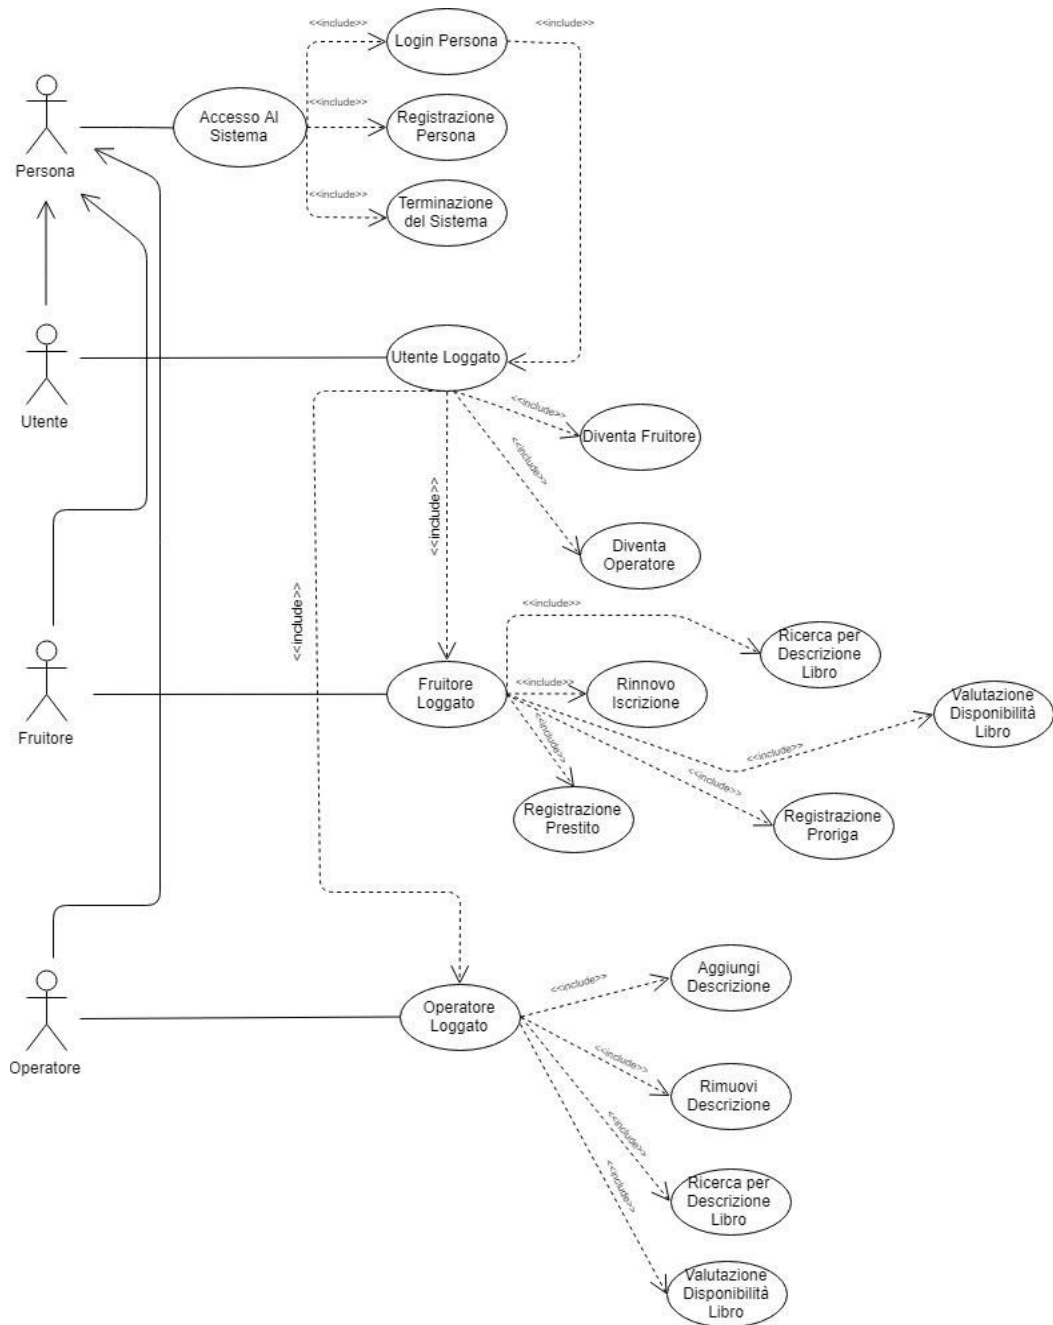 <<include>>
<<include>>
Login Persona
Accesso Al
Sistema
<<include>>
Registrazione
Persona
Persona
<<include>>
Terminazione
del Sistema
Utente Loggato
Utente
<<include>>
Diventa Fruitore
<<include>>
<<include>>
Diventa
Operatore
<<include>>
<<include>>
Ricerca per
Descrizione
Libro
Fruitore
Loggato
<<include>>
Rinnovo
Iscrizione
Valutazione
Disponibilità
Libro
Fruitore
<<include>>
<<include>>
<<include>>
Registrazione
Prestito
Registrazione
Proriga
Aggiungi
Descrizione
<<include>>
Operatore
Loggato
Operatore
<<include>>
Rimuovi
Descrizione
<<include>>
Ricerca per
Descrizione
Libro
<<include>>
Valutazione
Disponibilità
Libro